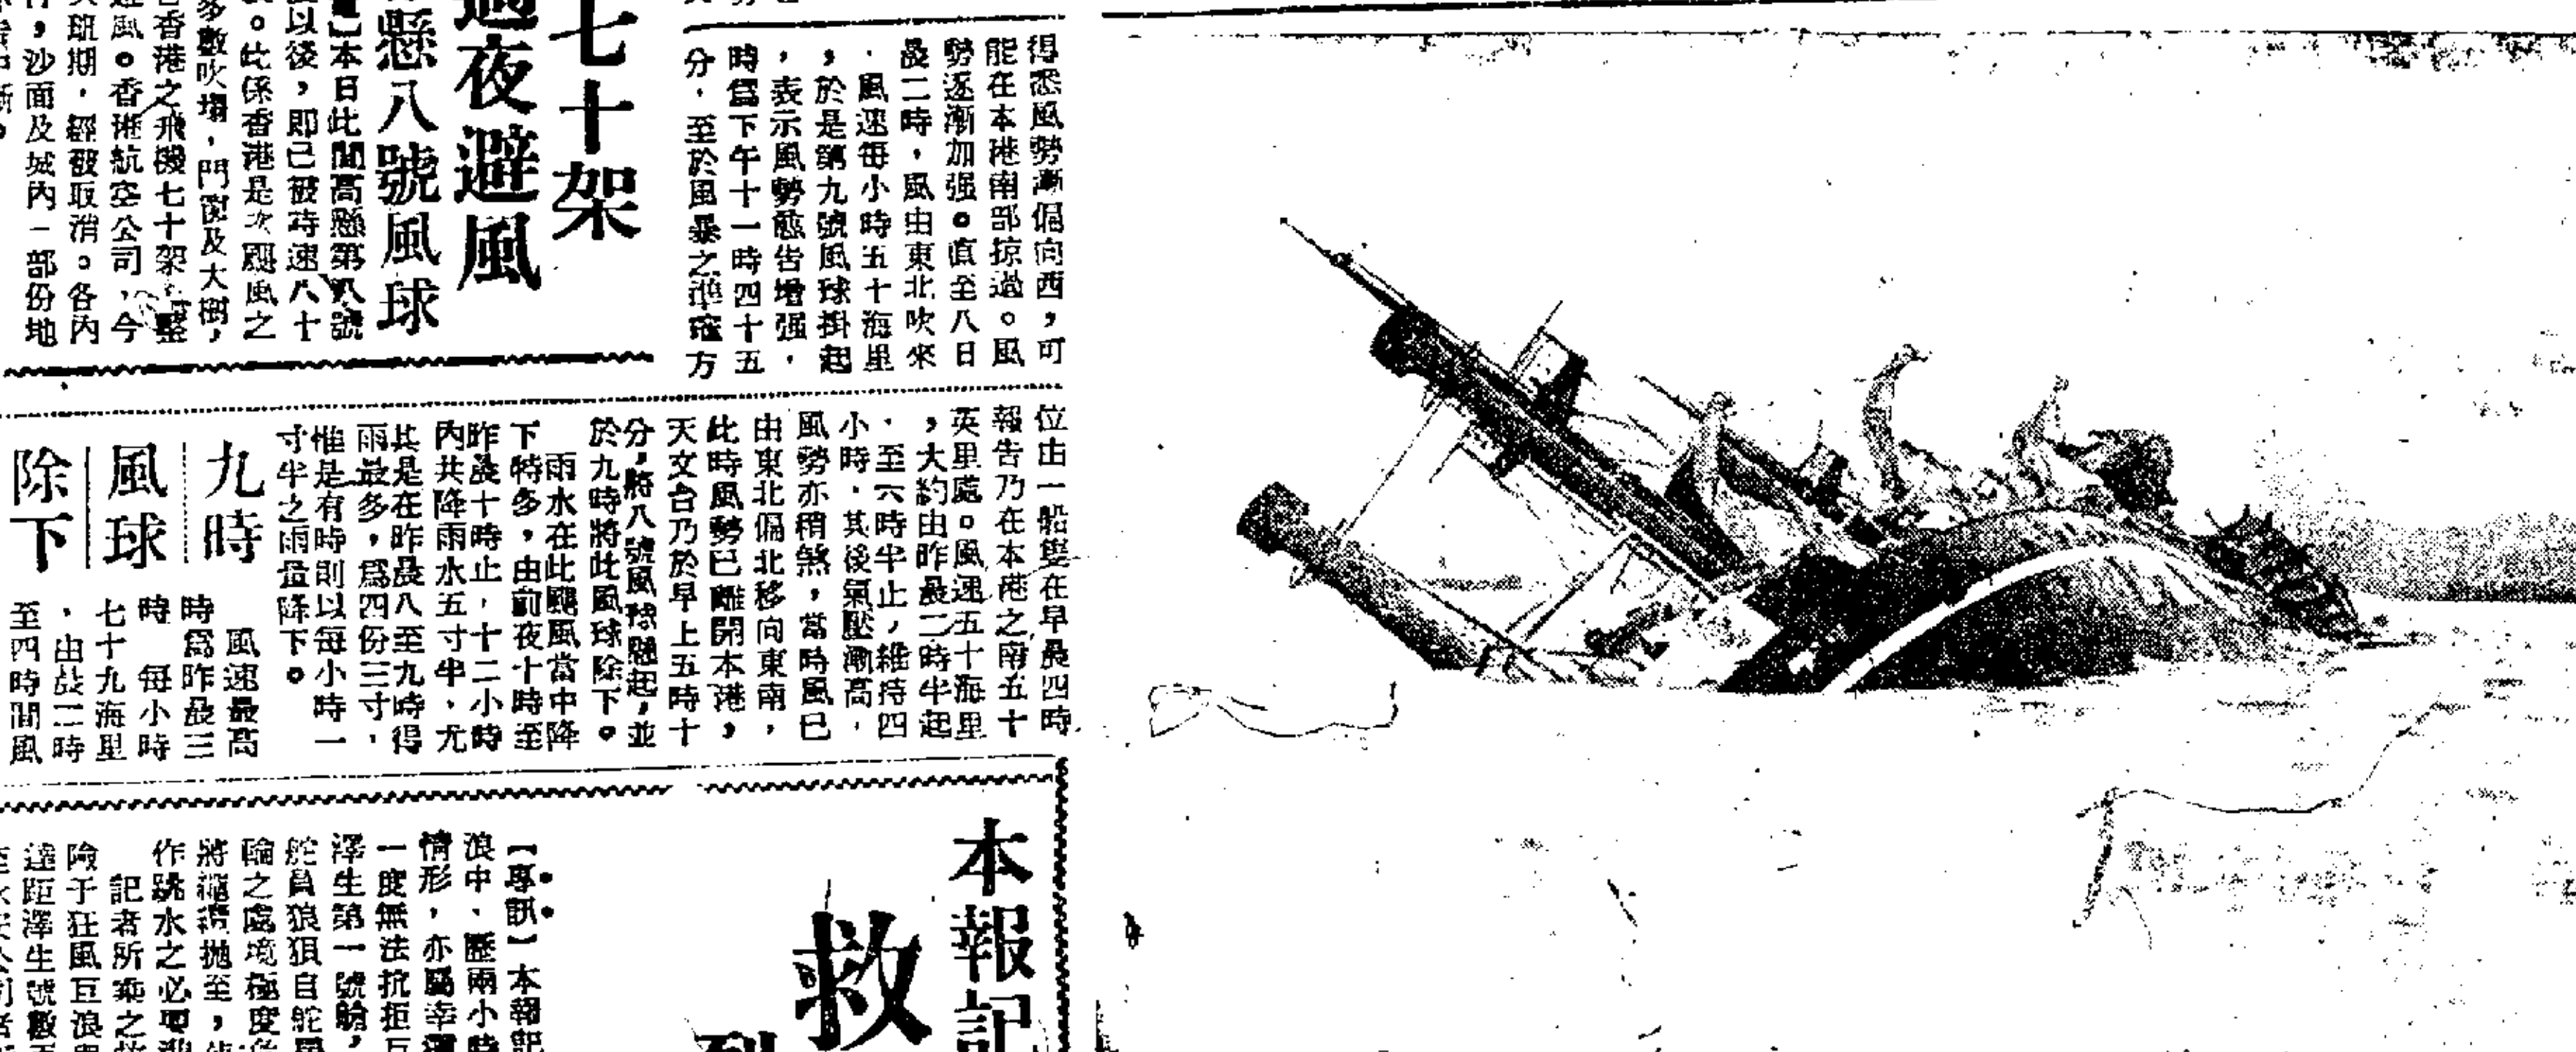 得悉風勢漸偏向西，可
能在本港南部掠過。風
勢逐漸加强。直至八日
晨二時，風由東北吹來
．風速每小時五十海里
，於是第九號風球掛起
，表示風勢愈告增强．
時爲下午十一時四十五
分．至於風暴之準確方
位由一船隻在早晨四時
報告乃在本港之南五十
英里處。風速五十海里
，大約由昨晨二時半起
．至六時半止，維持四
小時．其後氣壓漸高．
風勢亦稍煞，當時風已
由東北偏北移向東南，
此時風勢已離開本港，
天文台乃於早上五時十
分，將八號風球懸起，並
於九時將此風球除下。
雨水在此颶風當中降
下特多，由前夜十時至
昨晨十時止．十二小時
內共降雨水五寸半．尤
其是在昨晨八至九時得
雨最多，爲四份三寸．
惟是有時則以每小時一
寸半之雨量降下。
九時
風球
除下
風速最高
時爲昨晨三
時　每小時
七十九海里
．由晨二時
至四時間風
七十架
過夜避風
懸八號風球
】本日此間高懸第八號
以後，即已被時速八十
。此係香港是次颶風之
多數吹塌．門窗及大樹，
香港之飛機七十架
風。香港航空公司．今
班期．經被取消。各內
，沙面及城內一部份地
本報記
救
【專訊】本報記
浪中．歷兩小時
情形，亦屬幸運
一度無法抗拒巨
澤生第一號輪，
舵員狼狽自舵
輪之處境極度
將繩纜拋至，
作跳水之必要
記者所乘之
險于狂風巨浪
達距澤生號數